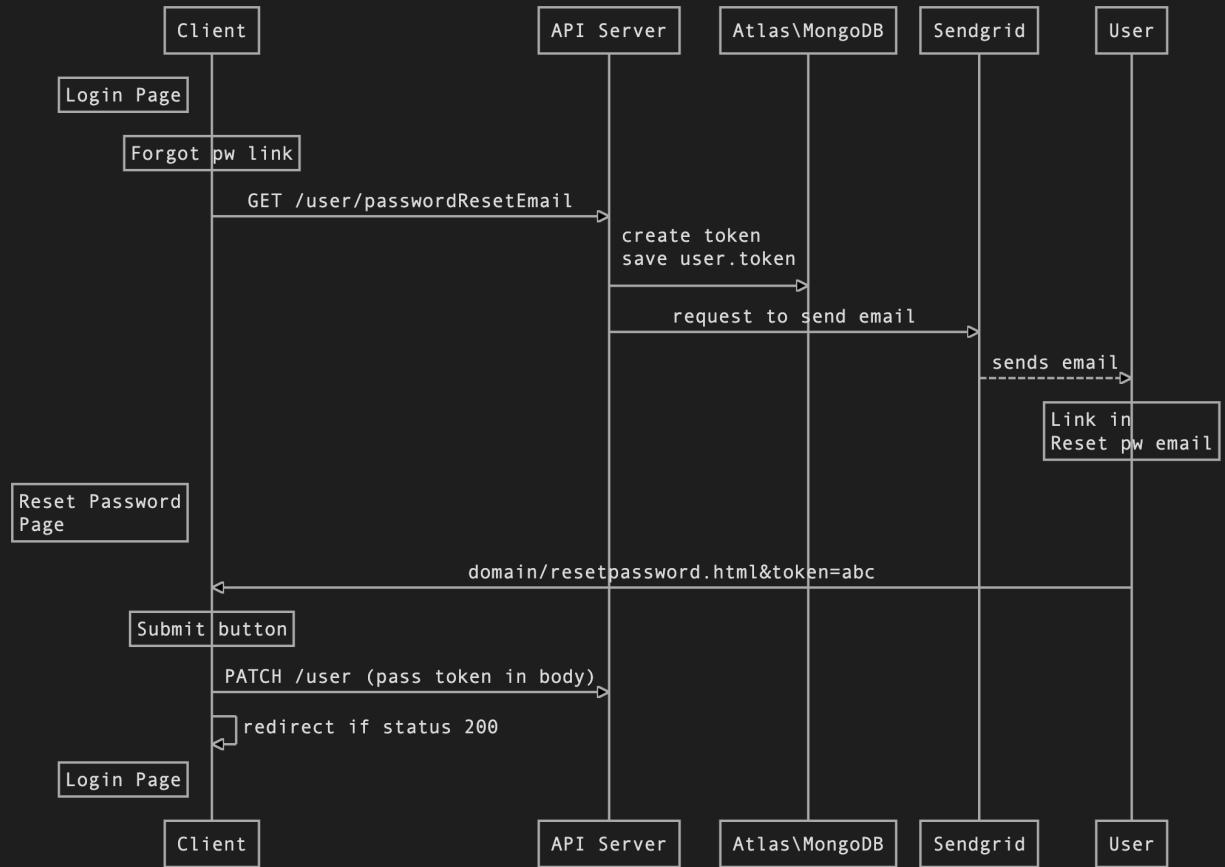 Client
API Server
Atlas\MongoDB
Sendgrid
User
Login Page
Forgot pw link
GET /user/passwordResetEmail
create token
save user.token
request to send email
sends email
Link in
Reset pw email
Reset Password
Page
domain/resetpassword.html&token=abc
Submit button
PATCH /user (pass token in body)
redirect if status 200
Login Page
Client
API Server
Atlas\MongoDB
Sendgrid
User